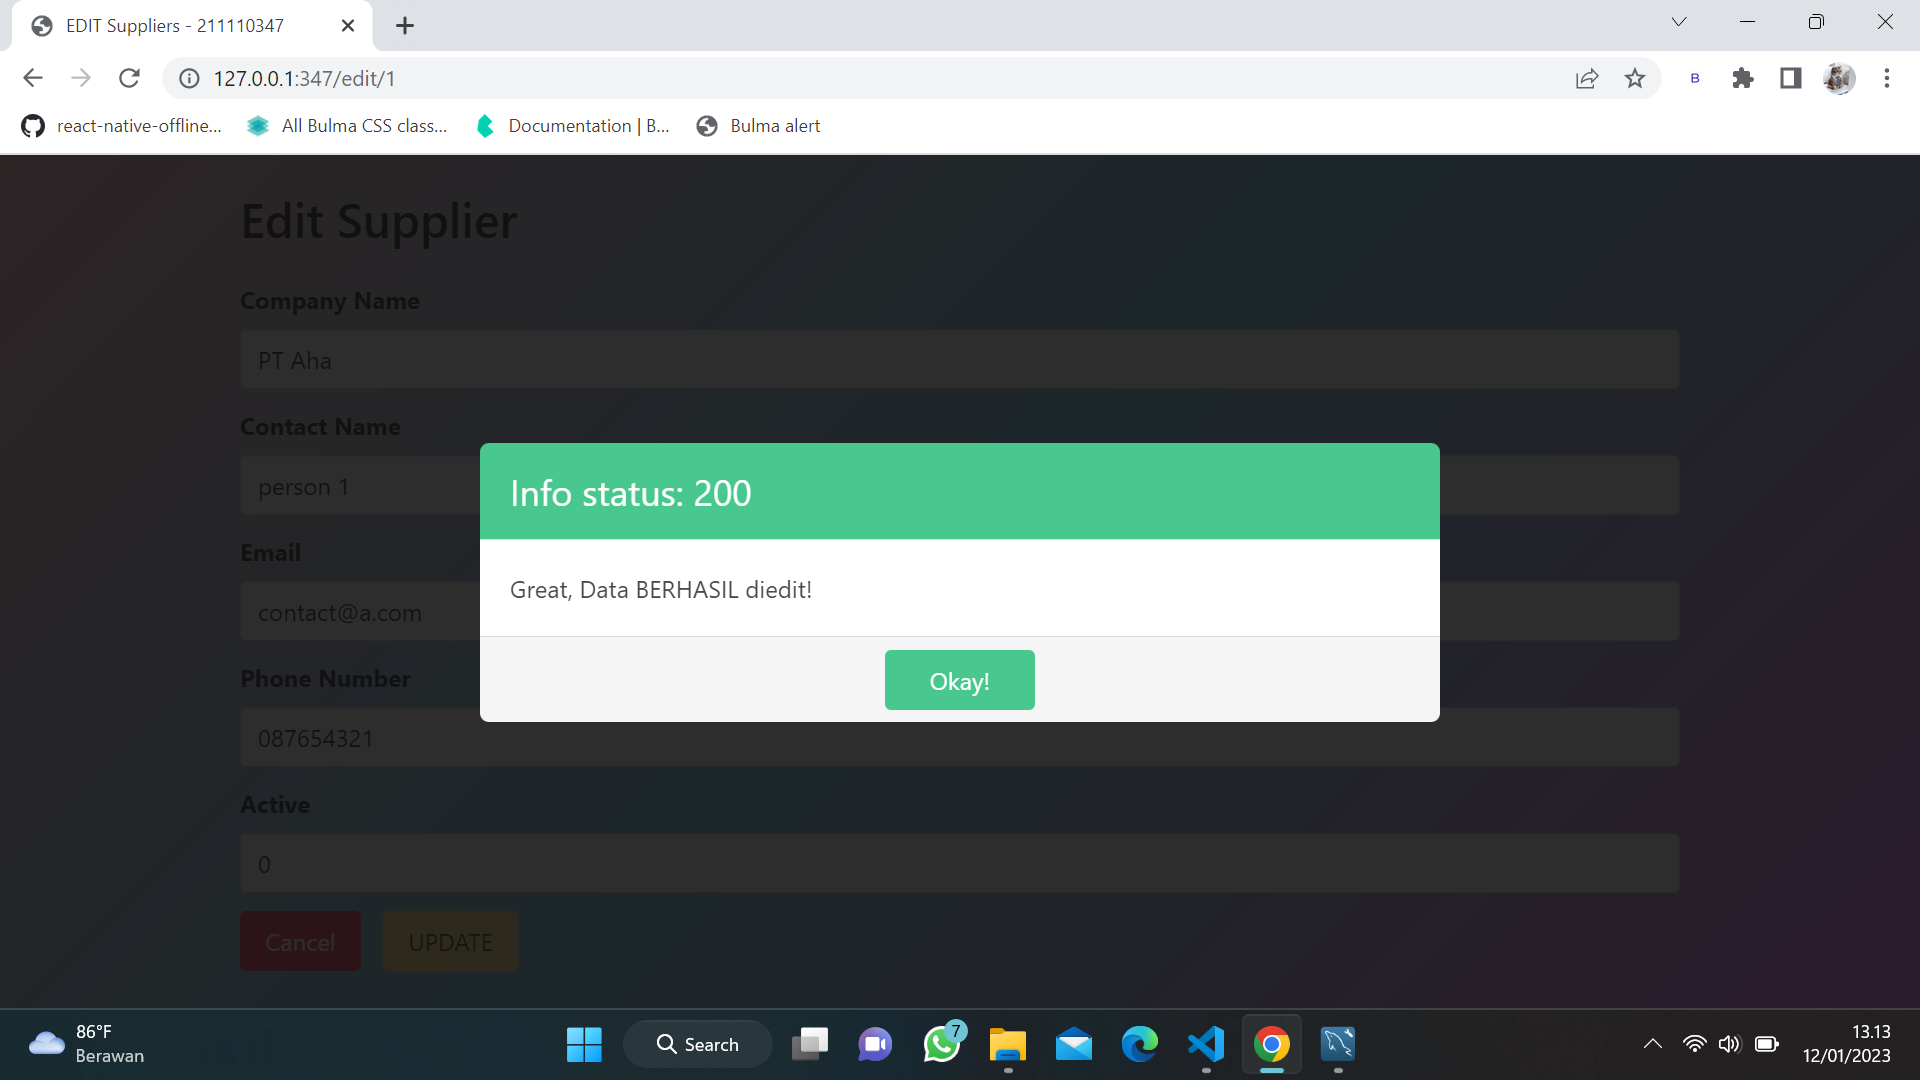 EDIT Suppliers - 211110347
127.0.0.1:347/edit/1
react-native-offline...
All Bulma CSS class...
Documentation | B...
Bulma alert
Edit Supplier
Company Name
PT Aha
Contact Name
person 1
Info status: 200
Email
Great, Data BERHASIL diedit!
contact@a.com
Phone Number
Okay!
087654321
Active
0
Cancel
UPDATE
86°F
Berawan
Search
7
13.13
12/01/2023